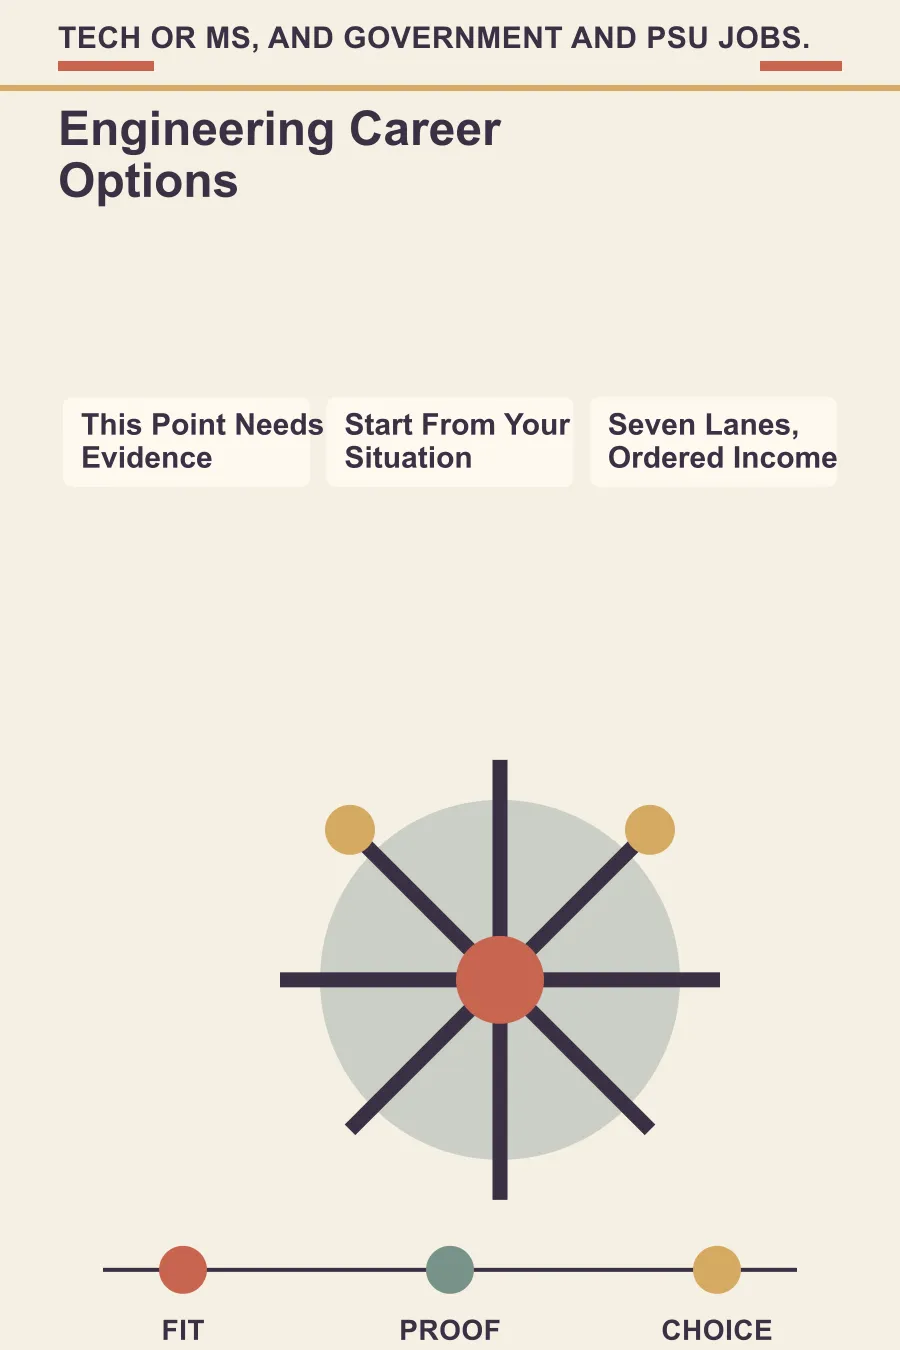 TECH OR MS, AND GOVERNMENT AND PSU JOBS.
Engineering Career
Options
This Point Needs
Evidence
Start From Your
Situation
Seven Lanes,
Ordered Income
FIT
PROOF
CHOICE